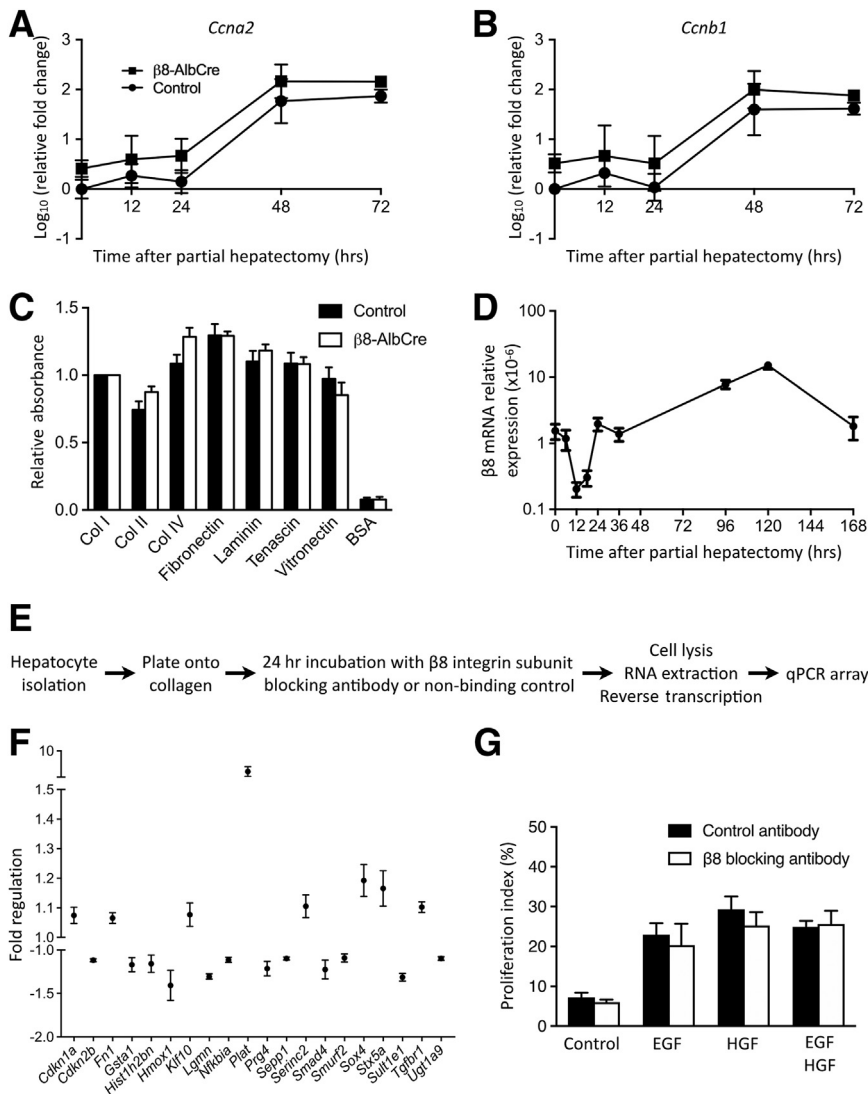 A
Ccna2
Log₁₀ (relative fold change)
3
2
1
0
-1
β8-AlbCre
Control
12
24
48
72
Time after partial hepatectomy (hrs)
B
Ccnb1
Log₁₀ (relative fold change)
3
2
1
0
-1
12
24
48
72
Time after partial hepatectomy (hrs)
C
Relative absorbance
1.5
1.0
0.5
0.0
Control
β8-AlbCre
Col I
Col II
Col IV
Fibronectin
Laminin
Tenascin
Vitronectin
BSA
D
β8 mRNA relative
expression (x10⁻⁶)
100
10
1
0.1
0
12
24
36
48
72
96
120
144
168
Time after partial hepatectomy (hrs)
E
Hepatocyte
isolation
Plate onto
collagen
24 hr incubation with β8 integrin subunit
blocking antibody or non-binding control
Cell lysis
RNA extraction
Reverse transcription
qPCR array
F
Fold regulation
10
1.5
1.4
1.3
1.2
1.1
1.0
-1.0
-1.5
-2.0
Cdkn1a
Cdkn2b
Fn1
Gsta1
Hist1h2bn
Hmox1
Klf10
Lgmn
Nfkbia
Plat
Prg4
Sepp1
Serinc2
Smad4
Smurf2
Sox4
Stx5a
Sult1e1
Tgfbr1
Ugt1a9
G
Proliferation index (%)
50
40
30
20
10
0
Control antibody
β8 blocking antibody
Control
EGF
HGF
EGF
HGF